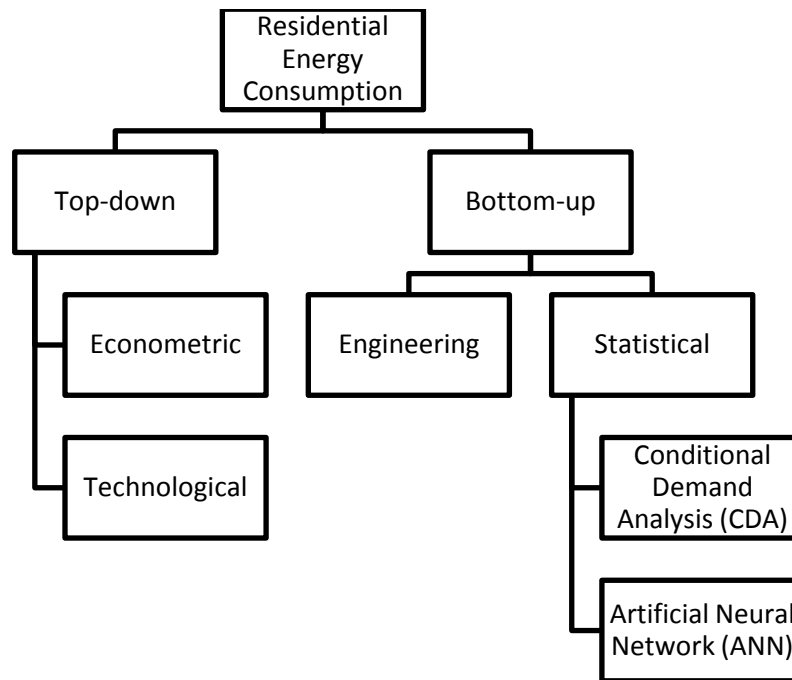 Residential
Energy
Consumption
Top-down
Bottom-up
Econometric
Engineering
Statistical
Technological
Conditional
Demand
Analysis (CDA)
Artificial Neural
Network (ANN)